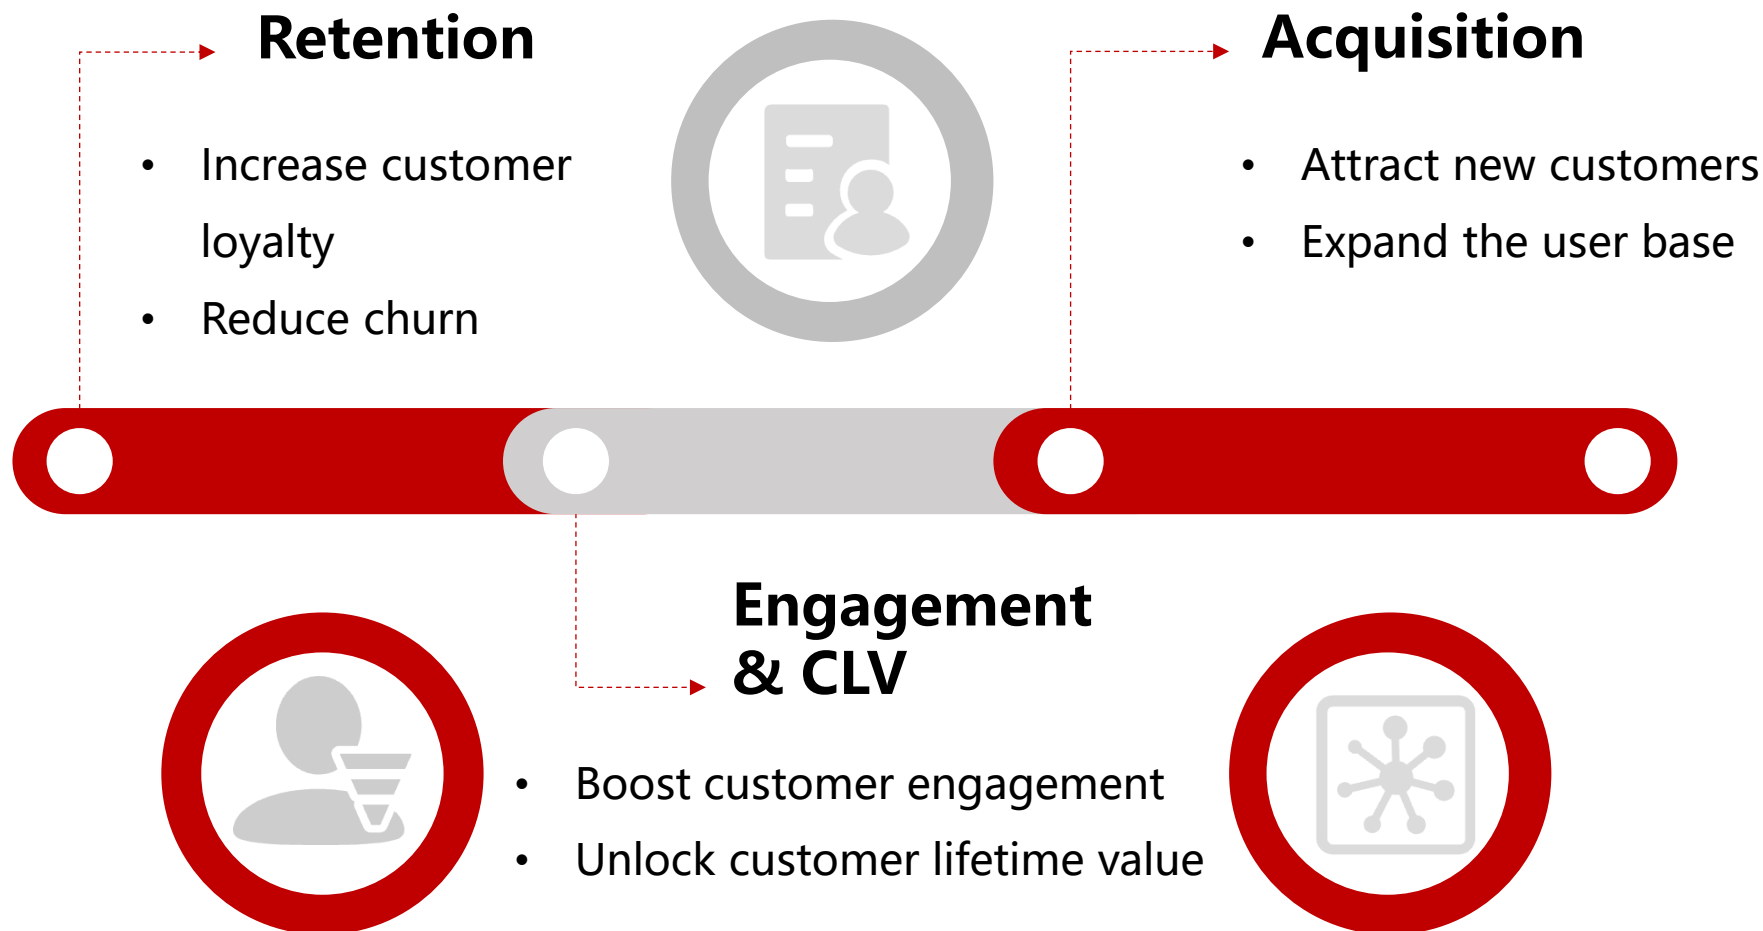 Retention
• Increase customer
loyalty
• Reduce churn
Acquisition
• Attract new customers
• Expand the user base
Engagement
& CLV
• Boost customer engagement
• Unlock customer lifetime value